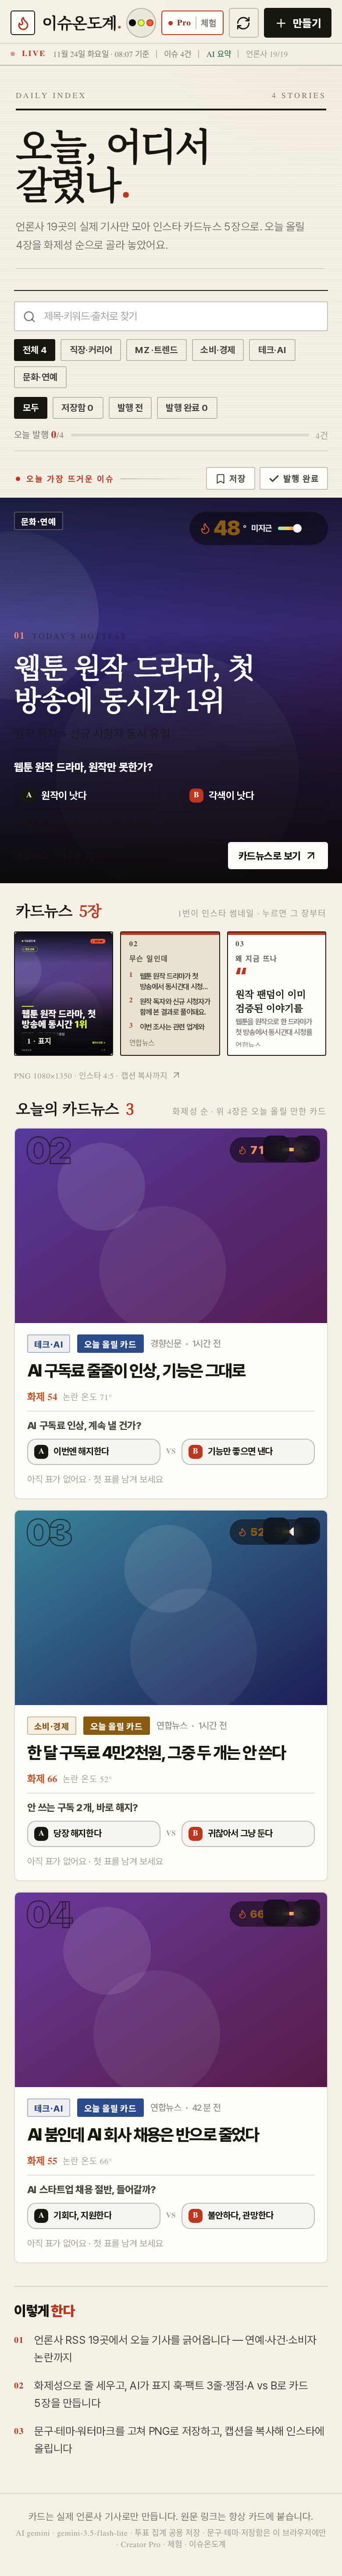 이슈온도계.
Pro 체험
만들기
LIVE 11월 24일 화요일 · 08:07 기준 이슈 4건 AI 요약 언론사 19/19
DAILY INDEX
4 STORIES
오늘, 어디서
갈렸나.
언론사 19곳의 실제 기사만 모아 인스타 카드뉴스 5장으로. 오늘 올릴
4장을 화제성 순으로 골라 놓았어요.
제목·키워드·출처로 찾기
전체 4
직장·커리어
MZ·트렌드
소비·경제
테크·AI
문화·연예
모두
저장함 0
발행 전
발행 완료 0
오늘 발행 0/4
4건
오늘 가장 뜨거운 이슈
저장
발행 완료
문화·연예
48° 미지근
01 TODAY'S HOTTEST
웹툰 원작 드라마, 첫
방송에 동시간 1위
웹툰 원작 드라마, 원작만 못한가?
A 원작이 낫다
B 각색이 낫다
카드뉴스로 보기
카드뉴스 5장
1번이 인스타 썸네일 · 누르면 그 장부터
웹툰 원작 드라마, 첫
방송에 동시간 1위
1 · 표지
02
무슨 일인데
1 웹툰 원작 드라마가 첫
방송에서 동시간대 시청...
2 원작 독자와 신규 시청자가
함께 본 결과로 풀이돼요.
3 이번 조사는 관련 업계와
연합뉴스
03
왜 지금 뜨나
원작 팬덤이 이미
검증된 이야기를
웹툰을 원작으로 한 드라마가
첫 방송에서 동시간대 시청률
PNG 1080×1350 · 인스타 4:5 · 캡션 복사까지
오늘의 카드뉴스 3
화제성 순 · 위 4장은 오늘 올릴 만한 카드
02
71
테크·AI
오늘 올릴 카드
경향신문 · 1시간 전
AI 구독료 줄줄이 인상, 기능은 그대로
화제 54 논란 온도 71°
AI 구독료 인상, 계속 낼 건가?
A 이번엔 해지한다
VS
B 기능만 좋으면 낸다
아직 표가 없어요 · 첫 표를 남겨 보세요
03
52
소비·경제
오늘 올릴 카드
연합뉴스 · 1시간 전
한 달 구독료 4만2천원, 그중 두 개는 안 쓴다
화제 66 논란 온도 52°
안 쓰는 구독 2개, 바로 해지?
A 당장 해지한다
VS
B 귀찮아서 그냥 둔다
아직 표가 없어요 · 첫 표를 남겨 보세요
04
66
테크·AI
오늘 올릴 카드
연합뉴스 · 42분 전
AI 붐인데 AI 회사 채용은 반으로 줄었다
화제 55 논란 온도 66°
AI 스타트업 채용 절반, 들어갈까?
A 기회다, 지원한다
VS
B 불안하다, 관망한다
아직 표가 없어요 · 첫 표를 남겨 보세요
이렇게 한다
01 언론사 RSS 19곳에서 오늘 기사를 긁어옵니다 — 연예·사건·소비자
논란까지
02 화제성으로 줄 세우고, AI가 표지 훅·팩트 3줄·쟁점·A vs B로 카드
5장을 만듭니다
03 문구·테마·워터마크를 고쳐 PNG로 저장하고, 캡션을 복사해 인스타에
올립니다
카드는 실제 언론사 기사로만 만듭니다. 원문 링크는 항상 카드에 붙습니다.
AI gemini · gemini-3.5-flash-lite · 투표 집계 공용 저장 · 문구·테마·저장함은 이 브라우저에만
· Creator Pro · 체험 · 이슈온도계